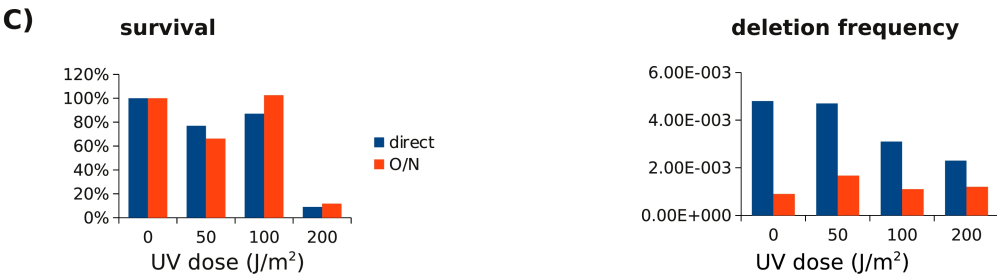 C)
survival
120%
100%
80%
60%
40%
20%
0%
0 50 100 200
UV dose (J/m²)
direct
O/N
deletion frequency
6.00E-003
4.00E-003
2.00E-003
0.00E+000
0 50 100 200
UV dose (J/m²)